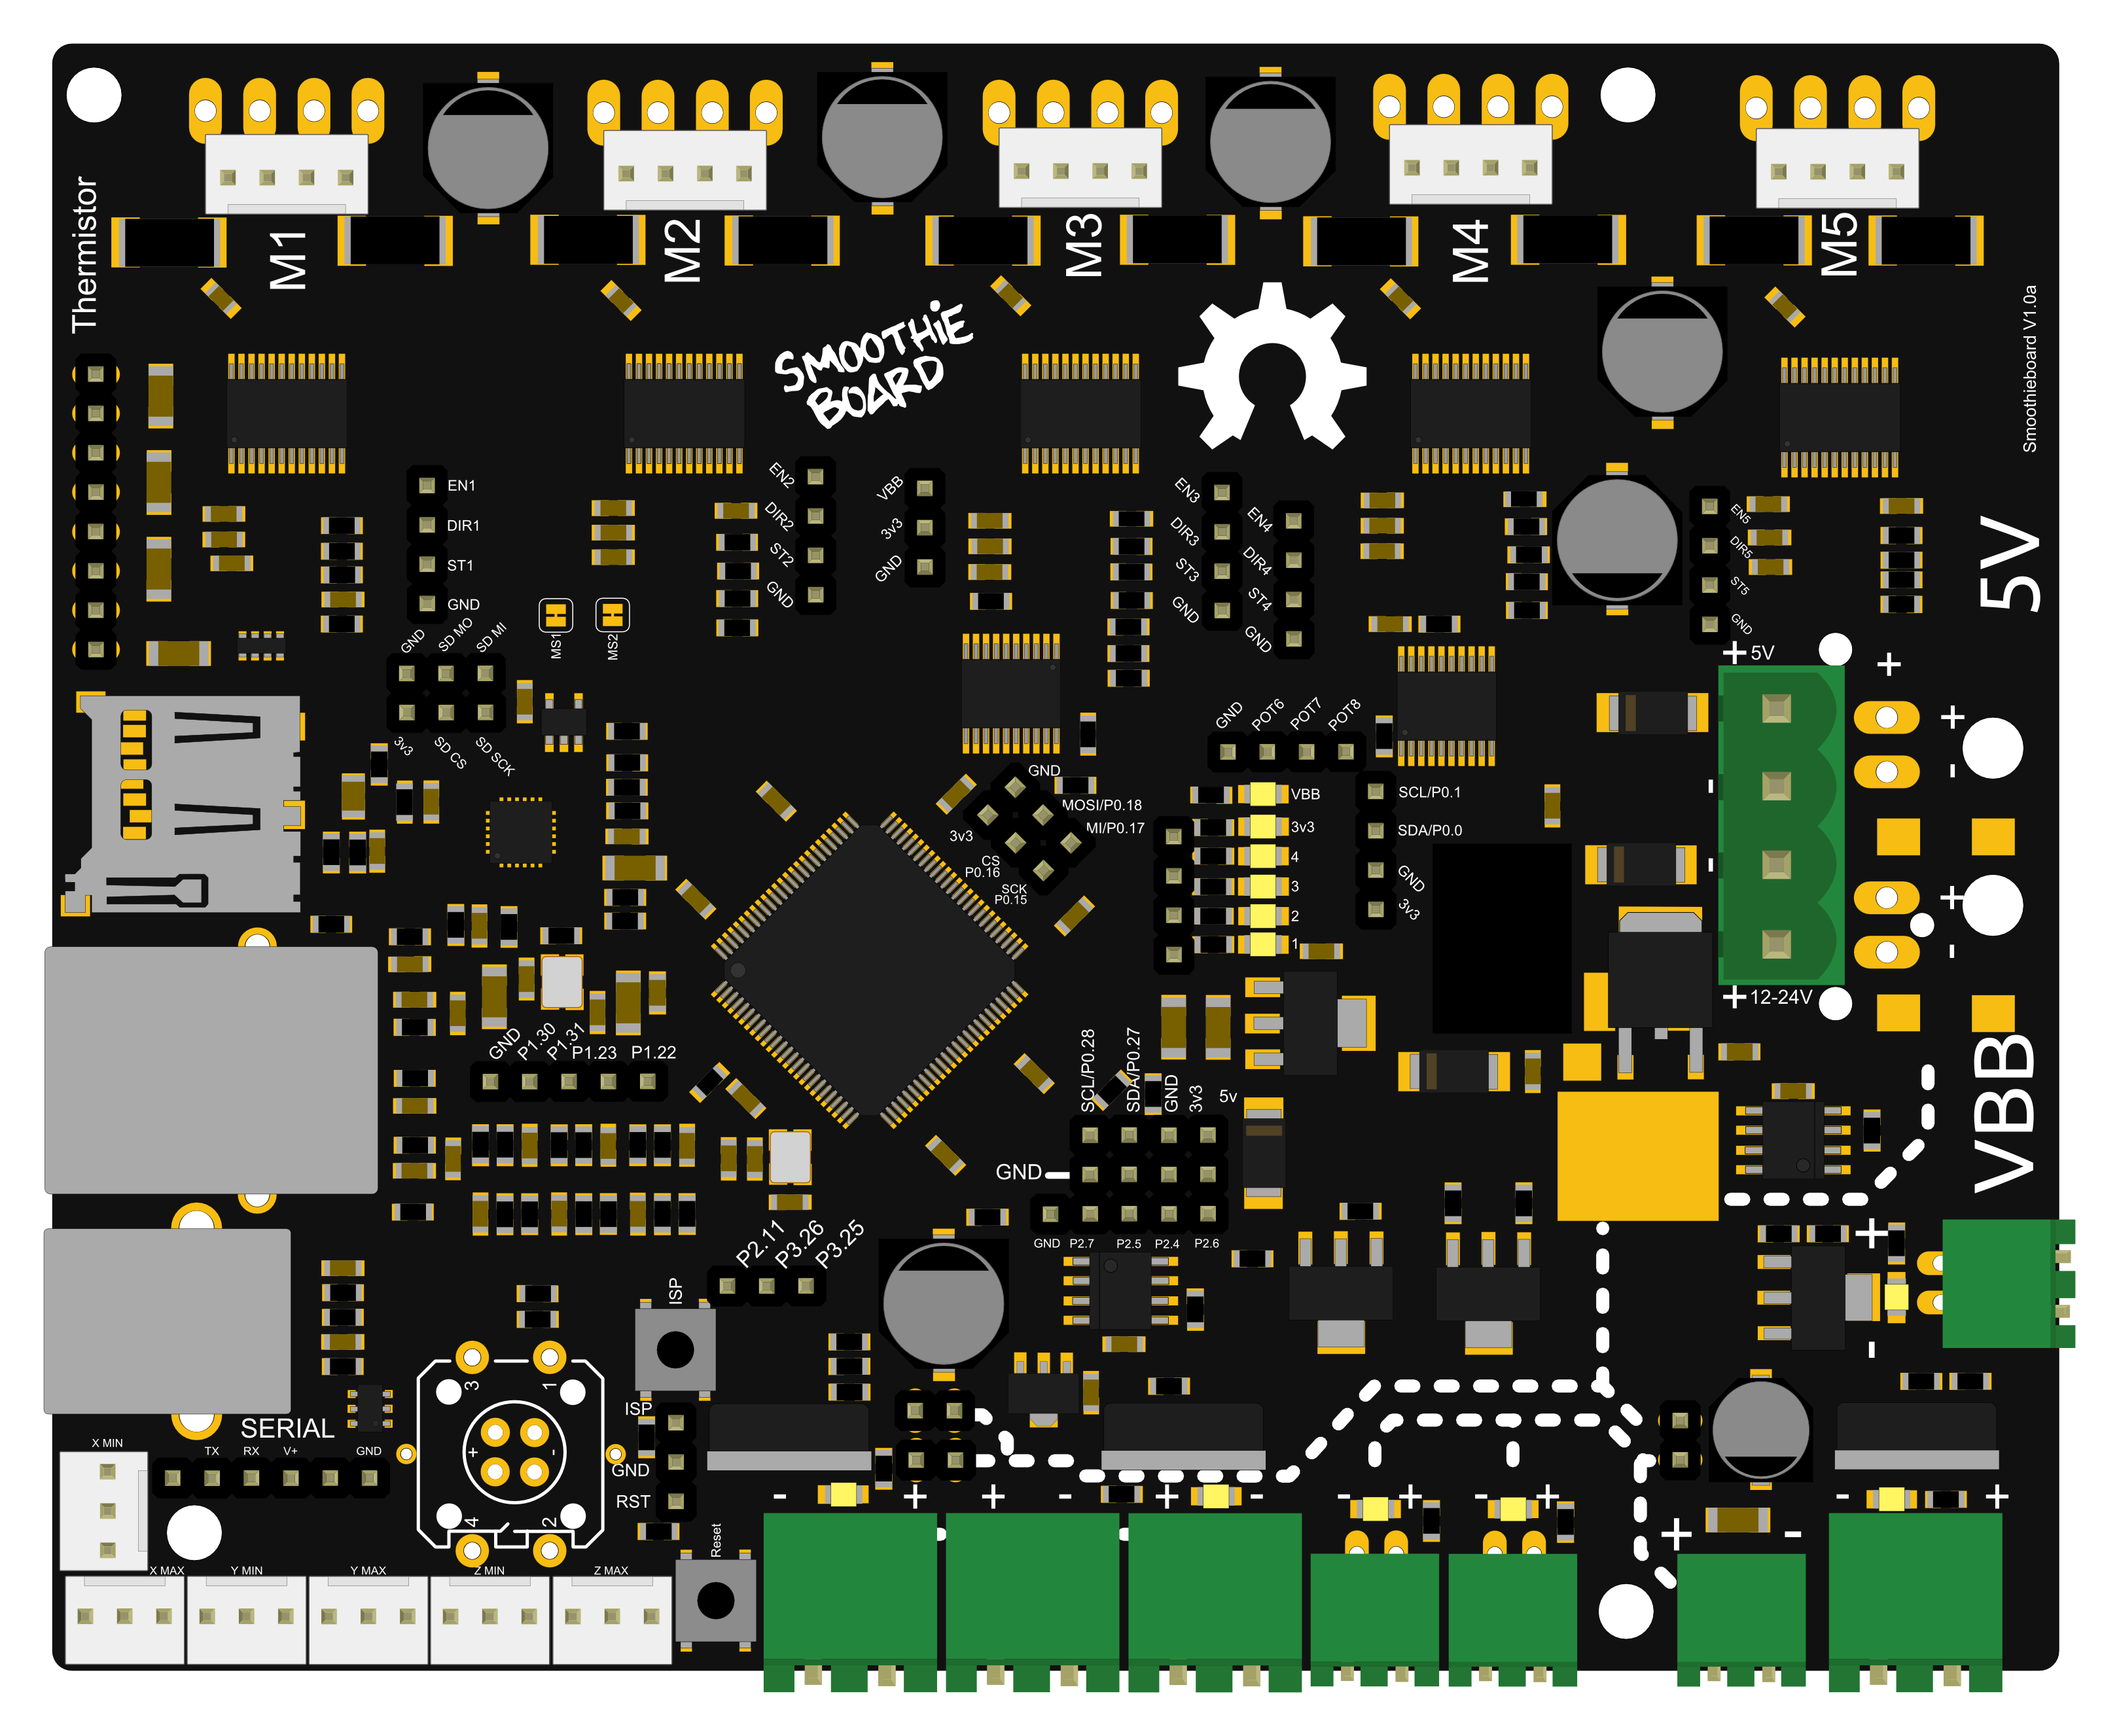 Thermistor
M1
M2
M3
M4
M5
SMOOTHiE
BOARD
Smoothieboard V1.0a
EN1
DIR1
ST1
GND
EN2
DIR2
ST2
GND
VBB
3v3
GND
EN3
DIR3
ST3
GND
EN4
DIR4
ST4
GND
EN5
DIR5
ST5
GND
5V
MS1
MS2
GND
SD MO
SD MI
3v3
SD CS
SD SCK
+ 5V
+
+
-
-
-
+
-
+ 12-24V
VBB
GND
POT6
POT7
POT8
GND
MOSI/P0.18
MI/P0.17
3v3
CS
P0.16
SCK
P0.15
VBB
3v3
4
3
2
1
SCL/P0.1
SDA/P0.0
GND
3v3
GND
P1.30
P1.31
P1.23
P1.22
SCL/P0.28
SDA/P0.27
GND
3v3
5v
GND
GND
P2.7
P2.5
P2.4
P2.6
P2.11
P3.26
P3.25
ISP
+
-
SERIAL
X MIN
TX
RX
V+
GND
3
1
+
-
4
2
ISP
GND
RST
Reset
- + + - + - - + - + + - - +
X MAX
Y MIN
Y MAX
Z MIN
Z MAX